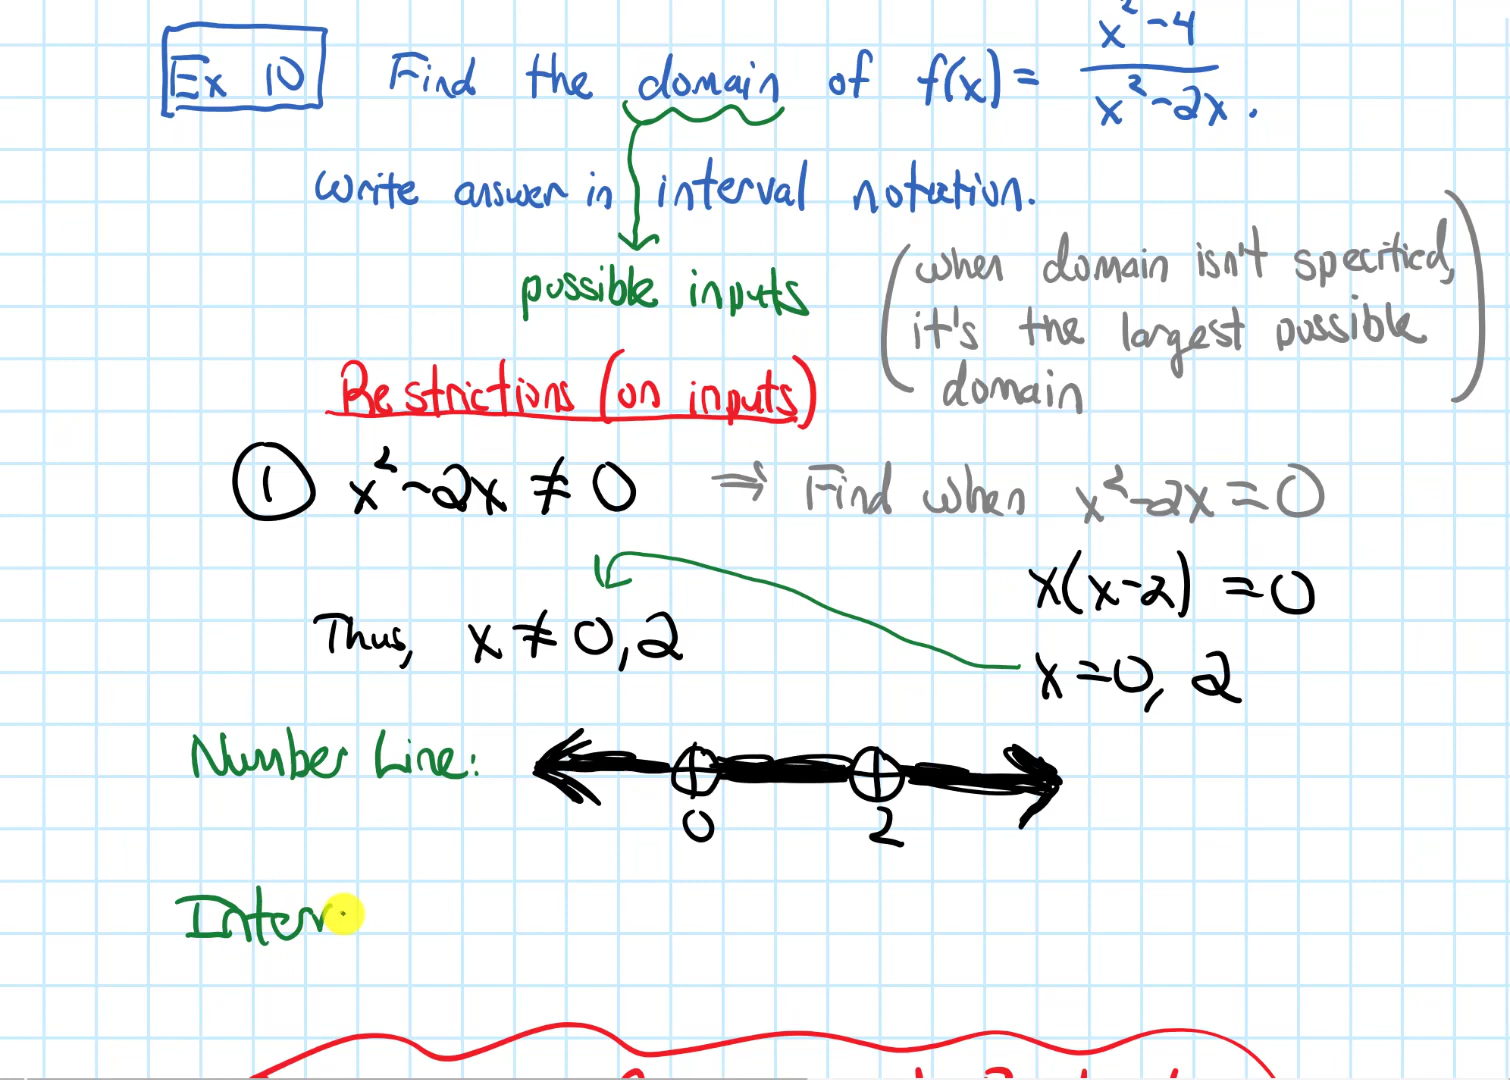 Ex 10 Find the domain of f(x) = x²-4 / x²-2x .
Write answer in interval notation.
possible inputs
(when domain isn't specified,
it's the largest possible
domain)
Restrictions (on inputs)
① x²-2x ≠ 0 ⇒ Find when x²-2x = 0
x(x-2) = 0
Thus, x ≠ 0, 2
x = 0, 2
Number Line:
0 2
Inter